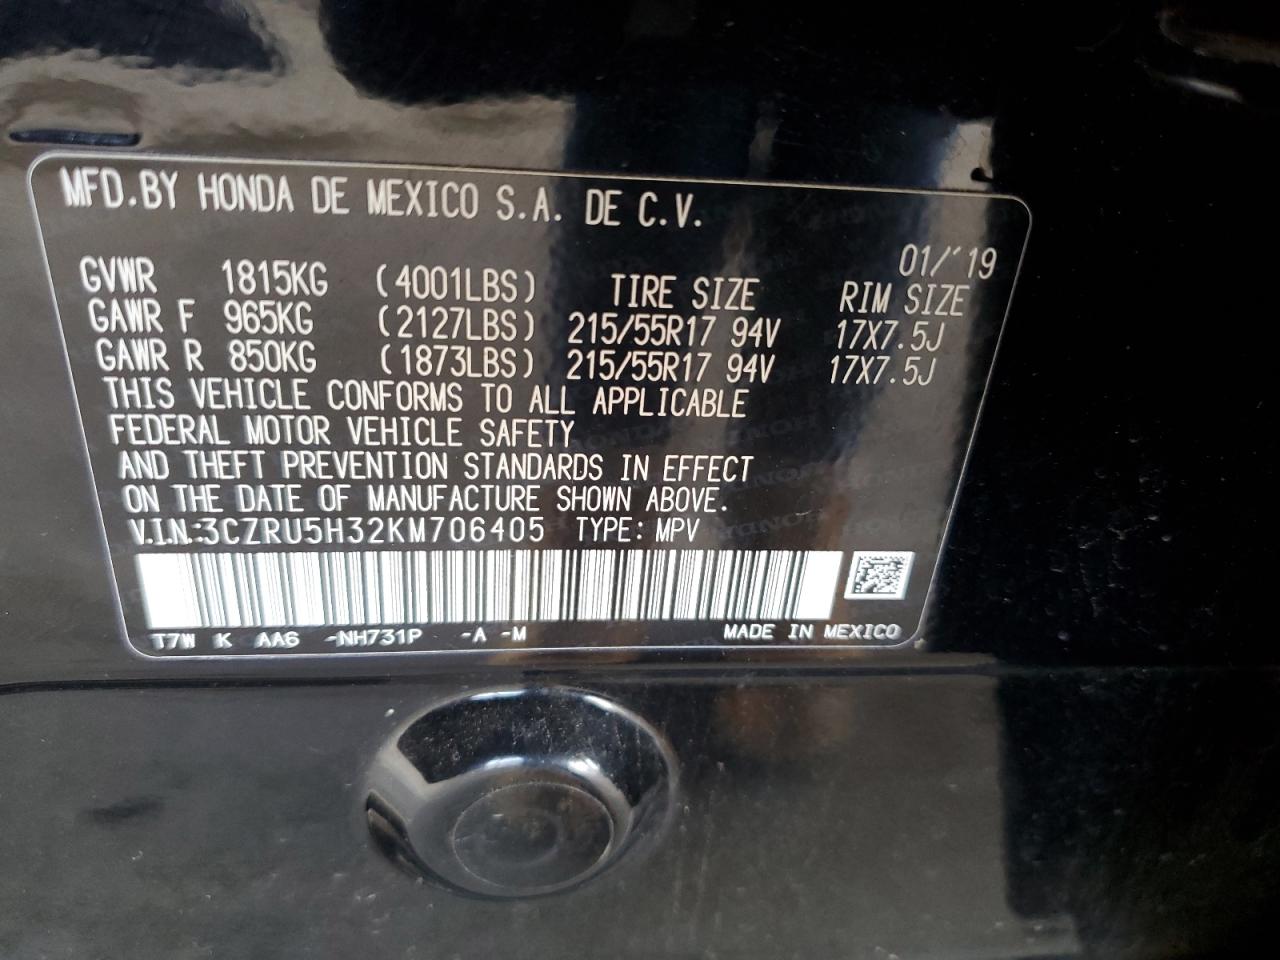 MFD.BY HONDA DE MEXICO S.A. DE C.V.
01/'19
GVWR 1815KG (4001LBS) TIRE SIZE RIM SIZE
GAWR F 965KG (2127LBS) 215/55R17 94V 17X7.5J
GAWR R 850KG (1873LBS) 215/55R17 94V 17X7.5J
THIS VEHICLE CONFORMS TO ALL APPLICABLE
FEDERAL MOTOR VEHICLE SAFETY
AND THEFT PREVENTION STANDARDS IN EFFECT
ON THE DATE OF MANUFACTURE SHOWN ABOVE.
V.I.N.:3CZRU5H32KM706405 TYPE: MPV
T7W K AA6 -NH731P -A -M MADE IN MEXICO